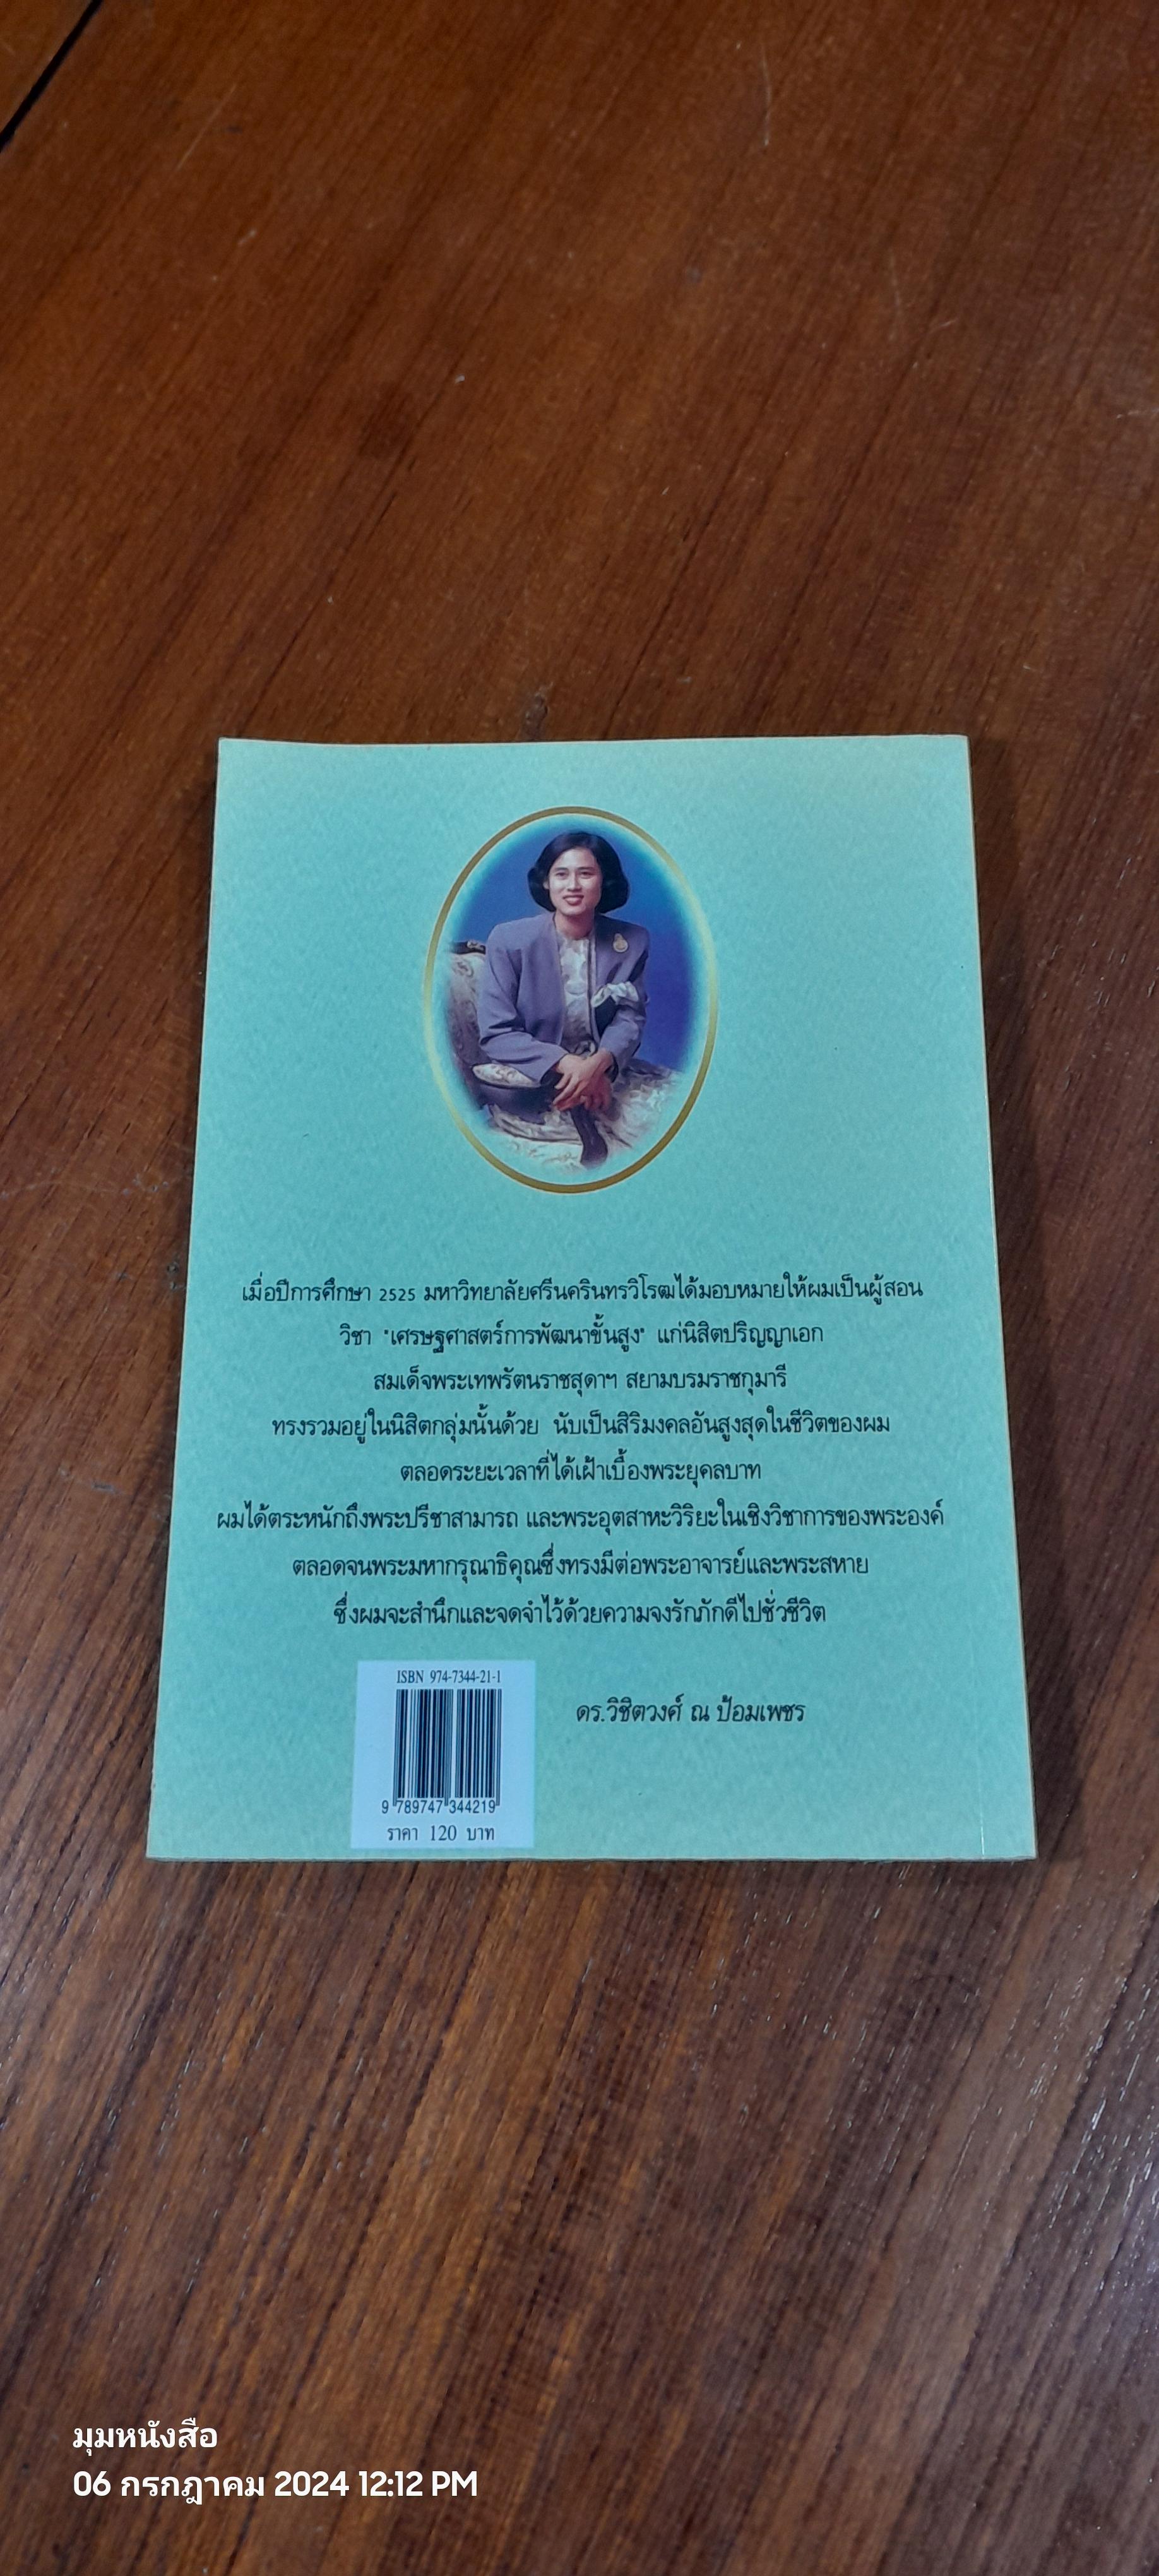 เมื่อปีการศึกษา 2525 มหาวิทยาลัยศรีนครินทรวิโรฒได้มอบหมายให้ผมเป็นผู้สอน
วิชา "เศรษฐศาสตร์การพัฒนาขั้นสูง" แก่นิสิตปริญญาเอก
สมเด็จพระเทพรัตนราชสุดาฯ สยามบรมราชกุมารี
ทรงรวมอยู่ในนิสิตกลุ่มนั้นด้วย นับเป็นสิริมงคลอันสูงสุดในชีวิตของผม
ตลอดระยะเวลาที่ได้เฝ้าเบื้องพระยุคลบาท
ผมได้ตระหนักถึงพระปรีชาสามารถ และพระอุตสาหะวิริยะในเชิงวิชาการของพระองค์
ตลอดจนพระมหากรุณาธิคุณซึ่งทรงมีต่อพระอาจารย์และพระสหาย
ซึ่งผมจะสำนึกและจดจำไว้ด้วยความจงรักภักดีไปชั่วชีวิต
ISBN 974-7344-21-1
ดร.วิชิตวงศ์ ณ ป้อมเพชร
9 789747 344219
ราคา 120 บาท
มุมหนังสือ
06 กรกฎาคม 2024 12:12 PM